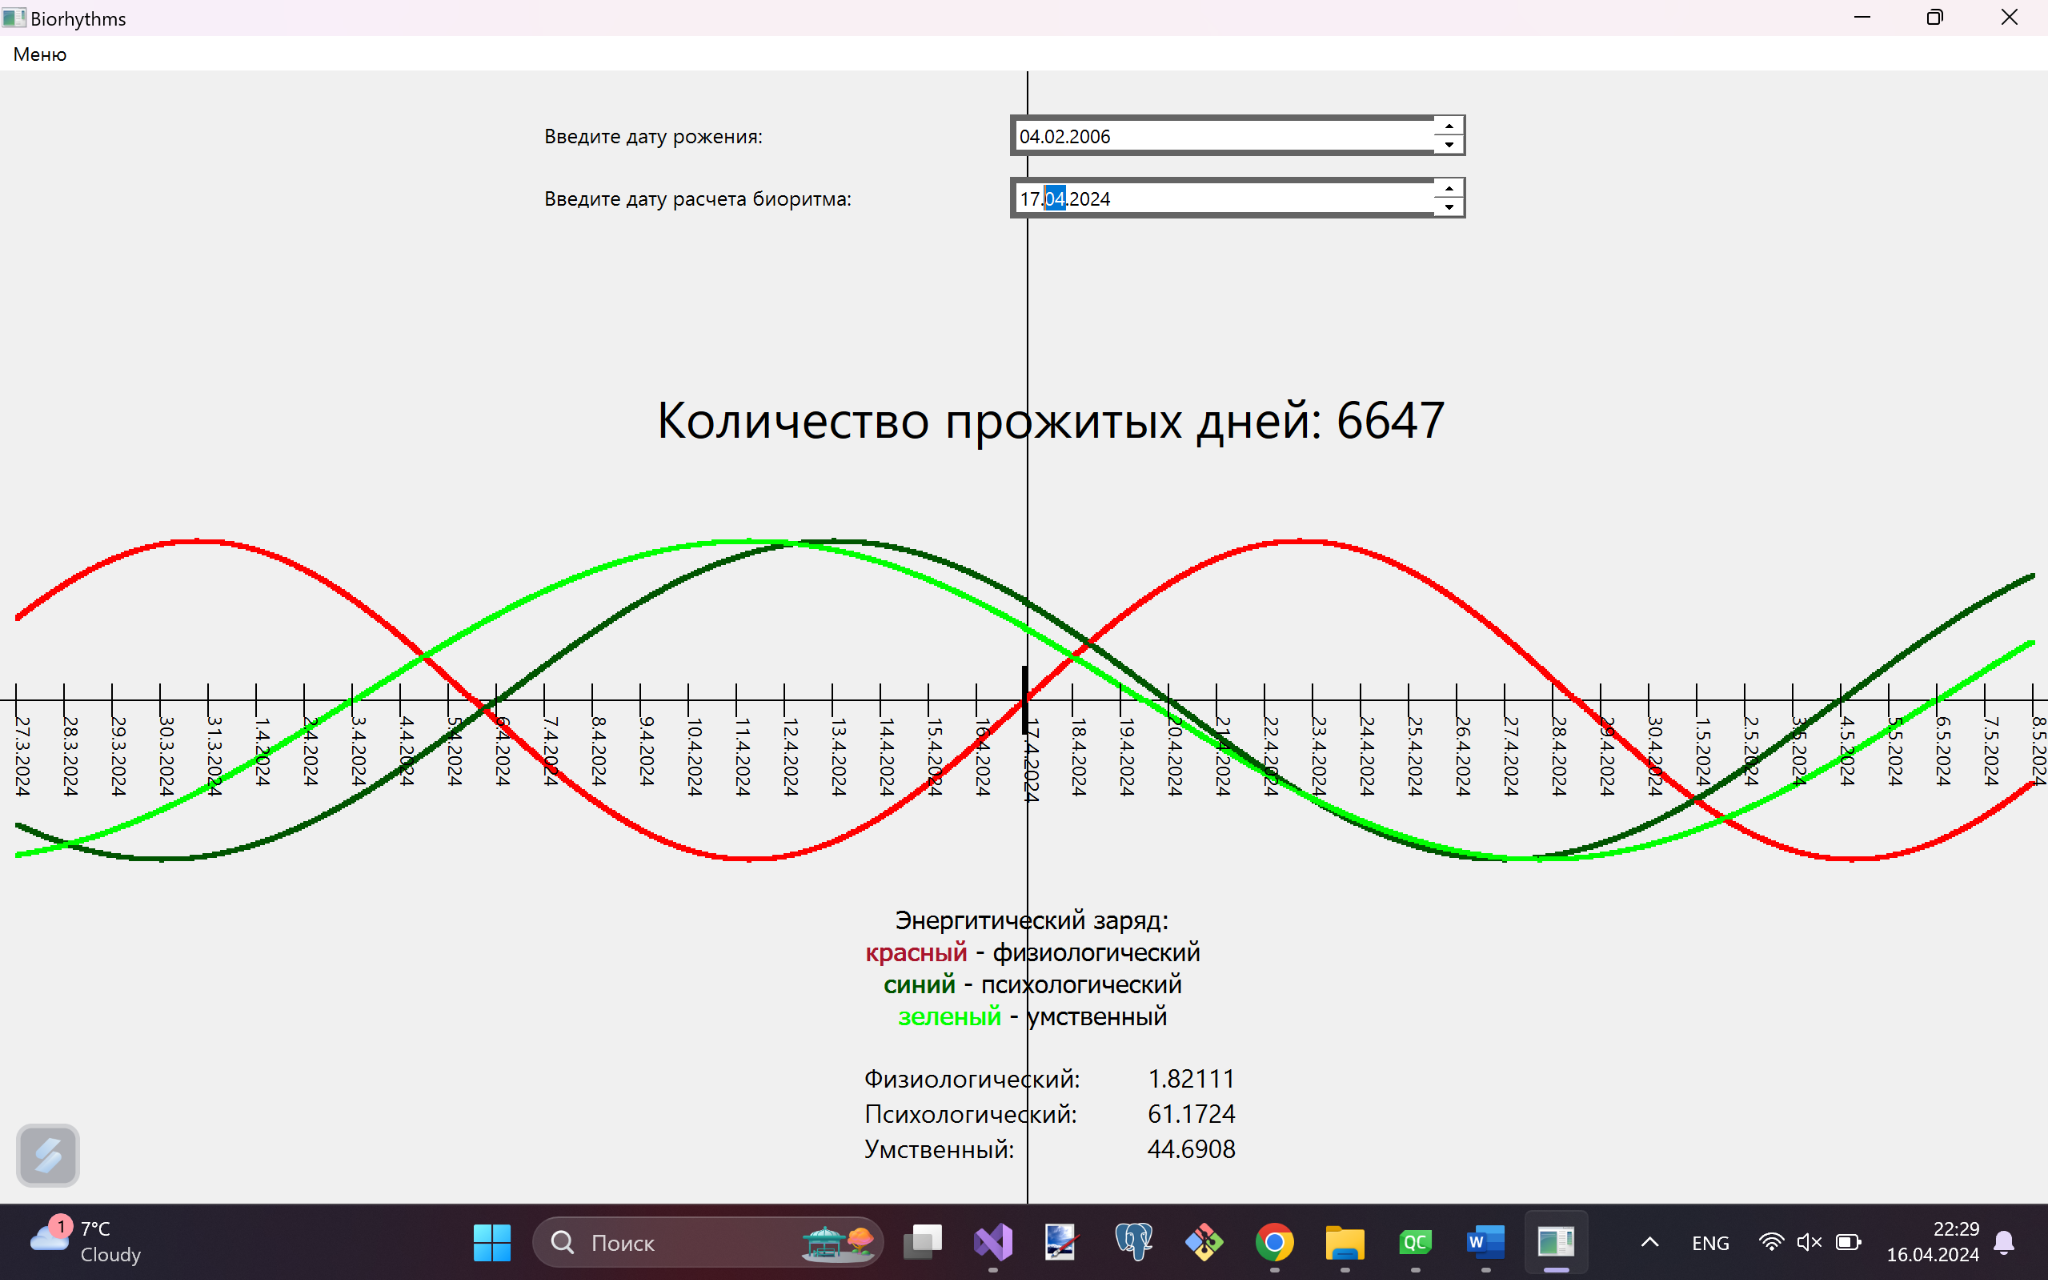 Biorhythms
Меню
Введите дату рожения: 04.02.2006
Введите дату расчета биоритма: 17.04.2024
Количество прожитых дней: 6647
27.3.2024 28.3.2024 29.3.2024 30.3.2024 31.3.2024 1.4.2024 2.4.2024 3.4.2024 4.4.2024 5.4.2024 6.4.2024 7.4.2024 8.4.2024 9.4.2024 10.4.2024 11.4.2024 12.4.2024 13.4.2024 14.4.2024 15.4.2024 16.4.2024 17.4.2024 18.4.2024 19.4.2024 20.4.2024 21.4.2024 22.4.2024 23.4.2024 24.4.2024 25.4.2024 26.4.2024 27.4.2024 28.4.2024 29.4.2024 30.4.2024 1.5.2024 2.5.2024 3.5.2024 4.5.2024 5.5.2024 6.5.2024 7.5.2024 8.5.2024
Энергитический заряд:
красный - физиологический
синий - психологический
зеленый - умственный
Физиологический: 1.82111
Психологический: 61.1724
Умственный: 44.6908
1
7°C
Cloudy
Поиск
QC
W
ENG
22:29
16.04.2024